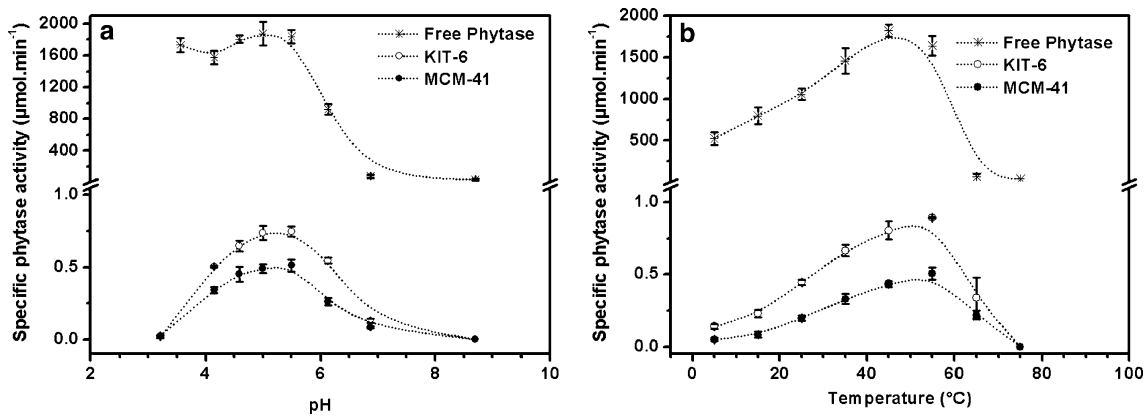 a
Specific phytase activity (µmol.min⁻¹)
2000
1600
1200
800
400
1.0
0.5
0.0
2
4
6
8
10
pH
Free Phytase
KIT-6
MCM-41
b
Specific phytase activity (µmol.min⁻¹)
2000
1500
1000
500
1.0
0.5
0.0
0
20
40
60
80
100
Temperature (°C)
Free Phytase
KIT-6
MCM-41